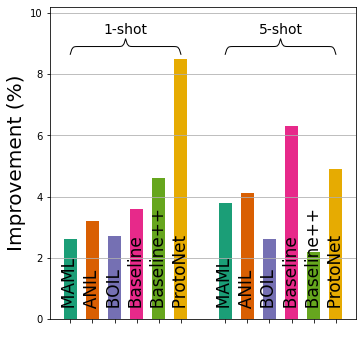 1-shot
5-shot
Improvement (%)
10
8
6
4
2
0
MAML
ANIL
BOIL
Baseline
Baseline++
ProtoNet
MAML
ANIL
BOIL
Baseline
Baseline++
ProtoNet